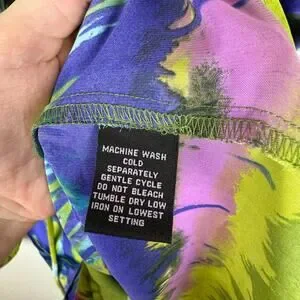 MACHINE WASH
COLD
SEPARATELY
GENTLE CYCLE
DO NOT BLEACH
TUMBLE DRY LOW
IRON ON LOWEST
SETTING